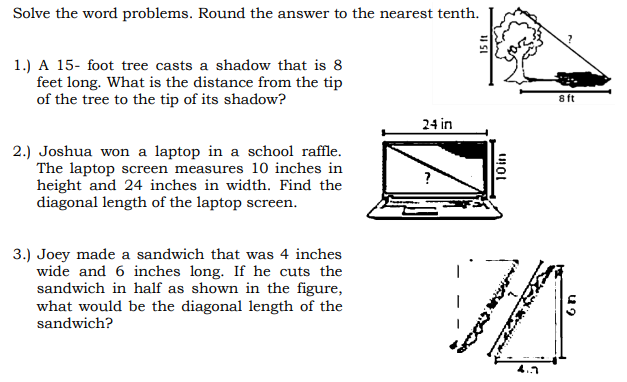 Solve the word problems. Round the answer to the nearest tenth.
1.) A 15- foot tree casts a shadow that is 8
feet long. What is the distance from the tip
of the tree to the tip of its shadow?
15 ft
?
8 ft
2.) Joshua won a laptop in a school raffle.
The laptop screen measures 10 inches in
height and 24 inches in width. Find the
diagonal length of the laptop screen.
24 in
?
10 in
3.) Joey made a sandwich that was 4 inches
wide and 6 inches long. If he cuts the
sandwich in half as shown in the figure,
what would be the diagonal length of the
sandwich?
6 in